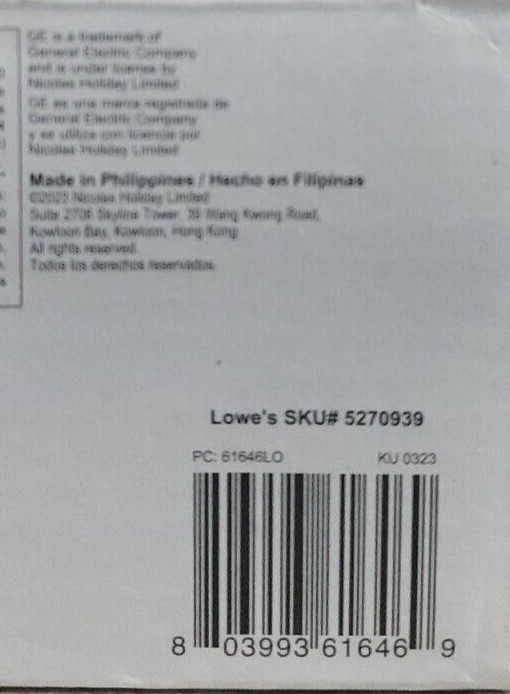 GE is a trademark of
General Electric Company
and is under license by
Nicolas Holiday Limited
GE es una marca registrada de
General Electric Company
y se utiliza con licencia por
Nicolas Holiday Limited
Made in Philippines / Hecho en Filipinas
Nicolas Holiday Limited
Suite 2706 Skyline Tower, 39 Wang Kwong Road,
Kowloon Bay, Kowloon, Hong Kong
All rights reserved.
Todos los derechos reservados.
Lowe's SKU# 5270939
PC: 61646LO KU 0323
8 03993 61646 9